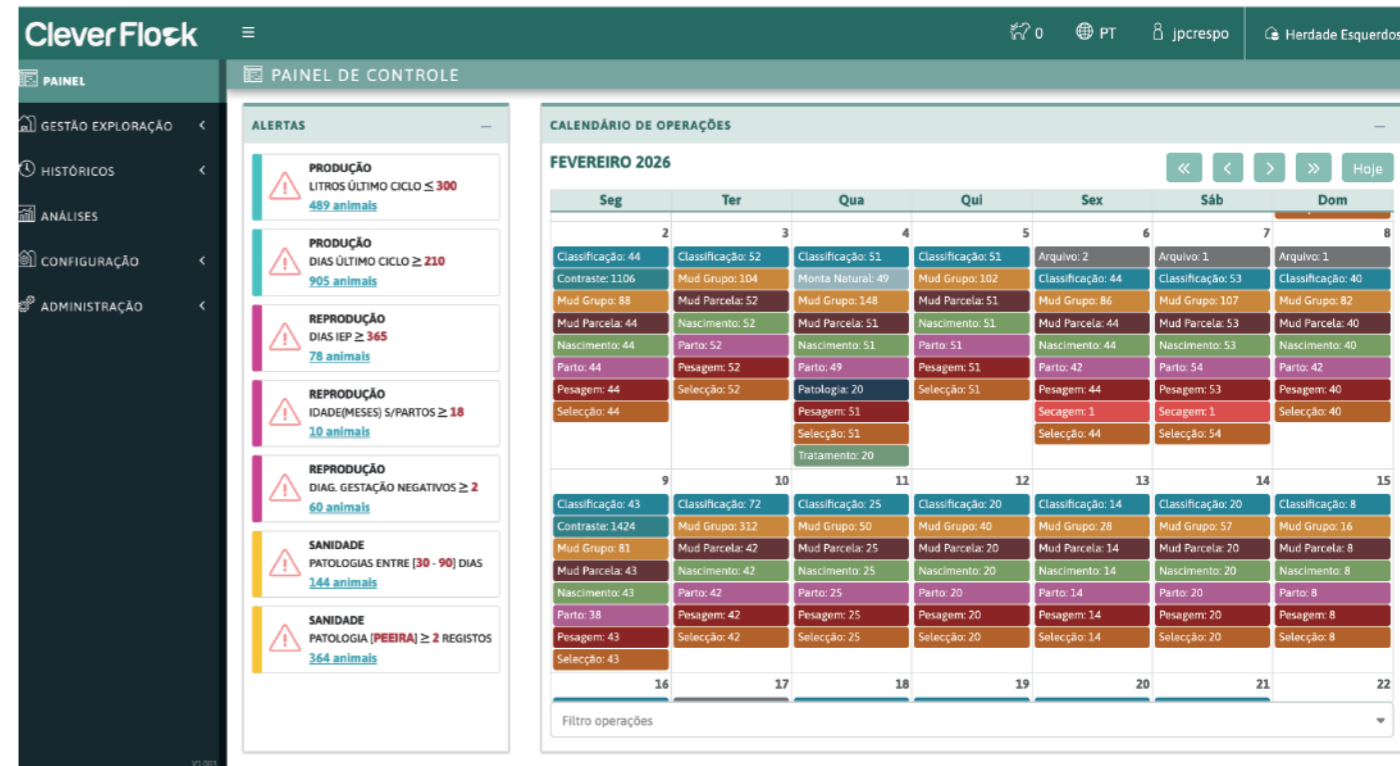 CleverFlock
0
PT
jpcrespo
Herdade Esquerdos
PAINEL
GESTÃO EXPLORAÇÃO
HISTÓRICOS
ANÁLISES
CONFIGURAÇÃO
ADMINISTRAÇÃO
PAINEL DE CONTROLE
ALERTAS
PRODUÇÃO
LITROS ÚLTIMO CICLO ≤ 300
489 animais
PRODUÇÃO
DIAS ÚLTIMO CICLO ≥ 210
905 animais
REPRODUÇÃO
DIAS IEP ≥ 365
78 animais
REPRODUÇÃO
IDADE(MESES) S/PARTOS ≥ 18
10 animais
REPRODUÇÃO
DIAG. GESTAÇÃO NEGATIVOS ≥ 2
60 animais
SANIDADE
PATOLOGIAS ENTRE [30 - 90] DIAS
144 animais
SANIDADE
PATOLOGIA [PEEIRA] ≥ 2 REGISTOS
364 animais
CALENDÁRIO DE OPERAÇÕES
FEVEREIRO 2026
« < > » Hoje
Seg Ter Qua Qui Sex Sáb Dom
2 3 4 5 6 7 8
Classificação: 44 Classificação: 52 Classificação: 51 Classificação: 51 Arquivo: 2 Arquivo: 1 Arquivo: 1
Contraste: 1106 Mud Grupo: 104 Monta Natural: 49 Mud Grupo: 102 Classificação: 44 Classificação: 53 Classificação: 40
Mud Grupo: 88 Mud Parcela: 52 Mud Grupo: 148 Mud Parcela: 51 Mud Grupo: 86 Mud Grupo: 107 Mud Grupo: 82
Mud Parcela: 44 Nascimento: 52 Mud Parcela: 51 Nascimento: 51 Mud Parcela: 44 Mud Parcela: 53 Mud Parcela: 40
Nascimento: 44 Parto: 52 Nascimento: 51 Parto: 51 Nascimento: 44 Nascimento: 53 Nascimento: 40
Parto: 44 Pesagem: 52 Parto: 49 Pesagem: 51 Parto: 42 Parto: 54 Parto: 42
Pesagem: 44 Selecção: 52 Patologia: 20 Selecção: 51 Pesagem: 44 Pesagem: 53 Pesagem: 40
Selecção: 44 Pesagem: 51 Secagem: 1 Secagem: 1 Selecção: 40
Selecção: 51 Selecção: 44 Selecção: 54
Tratamento: 20
9 10 11 12 13 14 15
Classificação: 43 Classificação: 72 Classificação: 25 Classificação: 20 Classificação: 14 Classificação: 20 Classificação: 8
Contraste: 1424 Mud Grupo: 312 Mud Grupo: 50 Mud Grupo: 40 Mud Grupo: 28 Mud Grupo: 57 Mud Grupo: 16
Mud Grupo: 81 Mud Parcela: 42 Mud Parcela: 25 Mud Parcela: 20 Mud Parcela: 14 Mud Parcela: 20 Mud Parcela: 8
Mud Parcela: 43 Nascimento: 42 Nascimento: 25 Nascimento: 20 Nascimento: 14 Nascimento: 20 Nascimento: 8
Nascimento: 43 Parto: 42 Parto: 25 Parto: 20 Parto: 14 Parto: 20 Parto: 8
Parto: 38 Pesagem: 42 Pesagem: 25 Pesagem: 20 Pesagem: 14 Pesagem: 20 Pesagem: 8
Pesagem: 43 Selecção: 42 Selecção: 25 Selecção: 20 Selecção: 14 Selecção: 20 Selecção: 8
Selecção: 43
16 17 18 19 20 21 22
Filtro operações